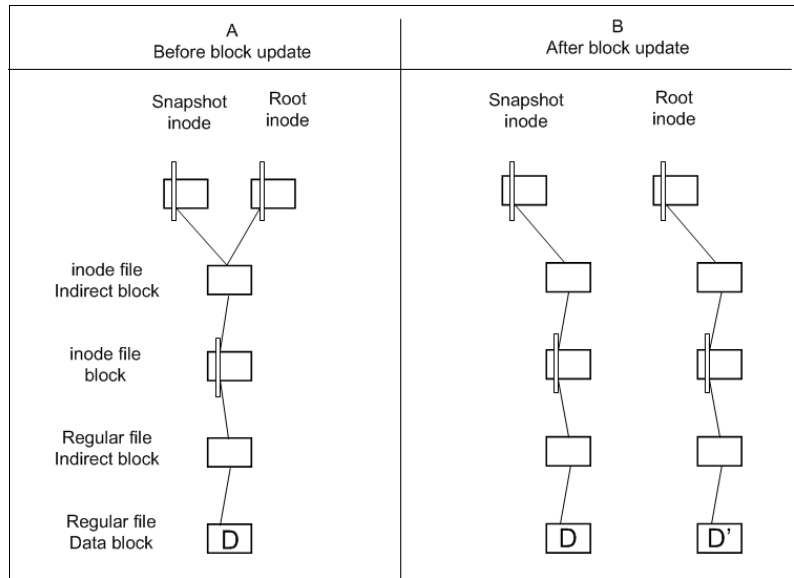 A
Before block update
B
After block update
Snapshot
inode
Root
inode
Snapshot
inode
Root
inode
inode file
Indirect block
inode file
block
Regular file
Indirect block
Regular file
Data block
D
D
D'